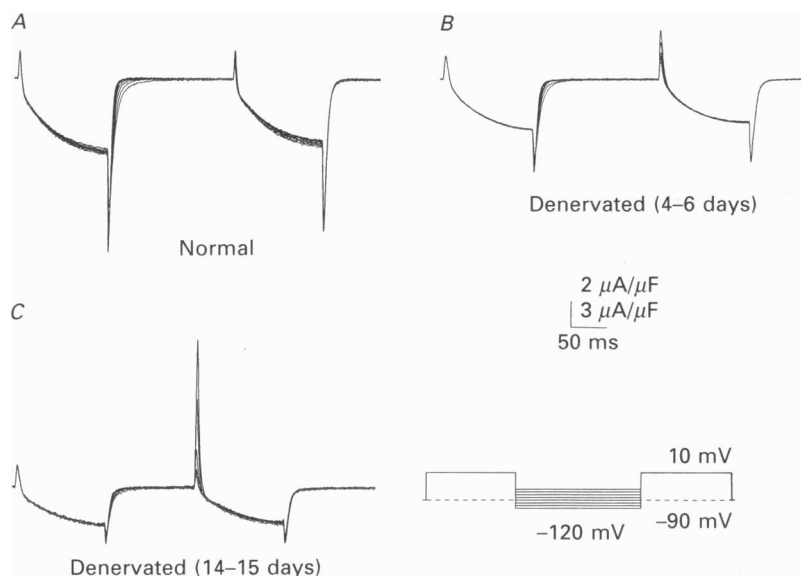 A
B
Normal
Denervated (4–6 days)
2 μA/μF
3 μA/μF
50 ms
C
10 mV
–120 mV
–90 mV
Denervated (14–15 days)